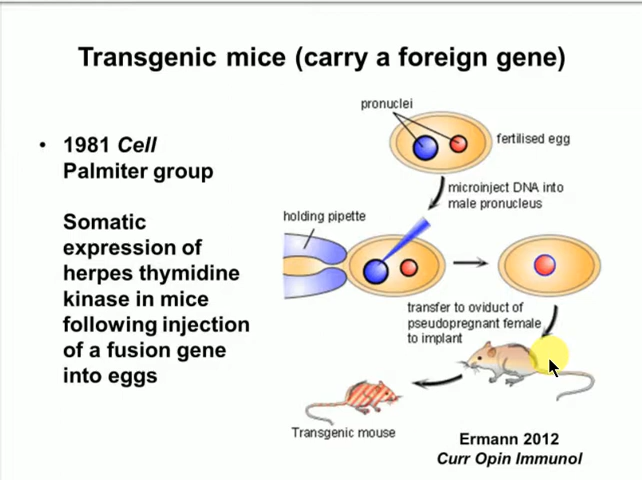 Transgenic mice (carry a foreign gene)
• 1981 Cell
Palmiter group
Somatic
expression of
herpes thymidine
kinase in mice
following injection
of a fusion gene
into eggs
pronuclei
fertilised egg
microinject DNA into
male pronucleus
holding pipette
transfer to oviduct of
pseudopregnant female
to implant
Transgenic mouse
Ermann 2012
Curr Opin Immunol